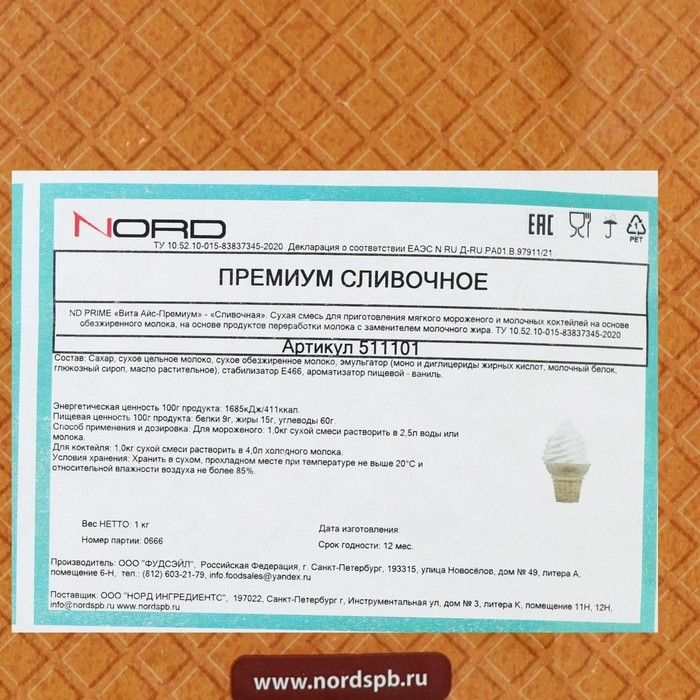 NORD
EAC
PET
ТУ 10.52.10-015-83837345-2020 Декларация о соответствии ЕАЭС N RU Д-RU.РА01.В.97911/21
ПРЕМИУМ СЛИВОЧНОЕ
ND PRIME «Вита Айс-Премиум» - «Сливочная». Сухая смесь для приготовления мягкого мороженого и молочных коктейлей на основе
обезжиренного молока, на основе продуктов переработки молока с заменителем молочного жира. ТУ 10.52.10-015-83837345-2020
Артикул 511101
Состав: Сахар, сухое цельное молоко, сухое обезжиренное молоко, эмульгатор (моно и диглицериды жирных кислот, молочный белок,
глюкозный сироп, масло растительное), стабилизатор Е466, ароматизатор пищевой - ваниль.
Энергетическая ценность 100г продукта: 1685кДж/411ккал.
Пищевая ценность 100г продукта: белки 9г, жиры 15г, углеводы 60г.
Способ применения и дозировка: Для мороженого: 1,0кг сухой смеси растворить в 2,5л воды или
молока.
Для коктейля: 1,0кг сухой смеси растворить в 4,0л холодного молока.
Условия хранения: Хранить в сухом, прохладном месте при температуре не выше 20°С и
относительной влажности воздуха не более 85%.
Вес НЕТТО: 1 кг
Дата изготовления:
Номер партии: 0666
Срок годности: 12 мес.
Производитель: ООО "ФУДСЭЙЛ", Российская Федерация, г. Санкт-Петербург, 193315, улица Новосёлов, дом № 49, литера А,
помещение 6-Н, тел.: (812) 603-21-79, info.foodsales@yandex.ru
Поставщик: ООО "НОРД ИНГРЕДИЕНТС", 197022, Санкт-Петербург г, Инструментальная ул, дом № 3, литера К, помещение 11Н, 12Н,
info@nordspb.ru www.nordspb.ru
www.nordspb.ru